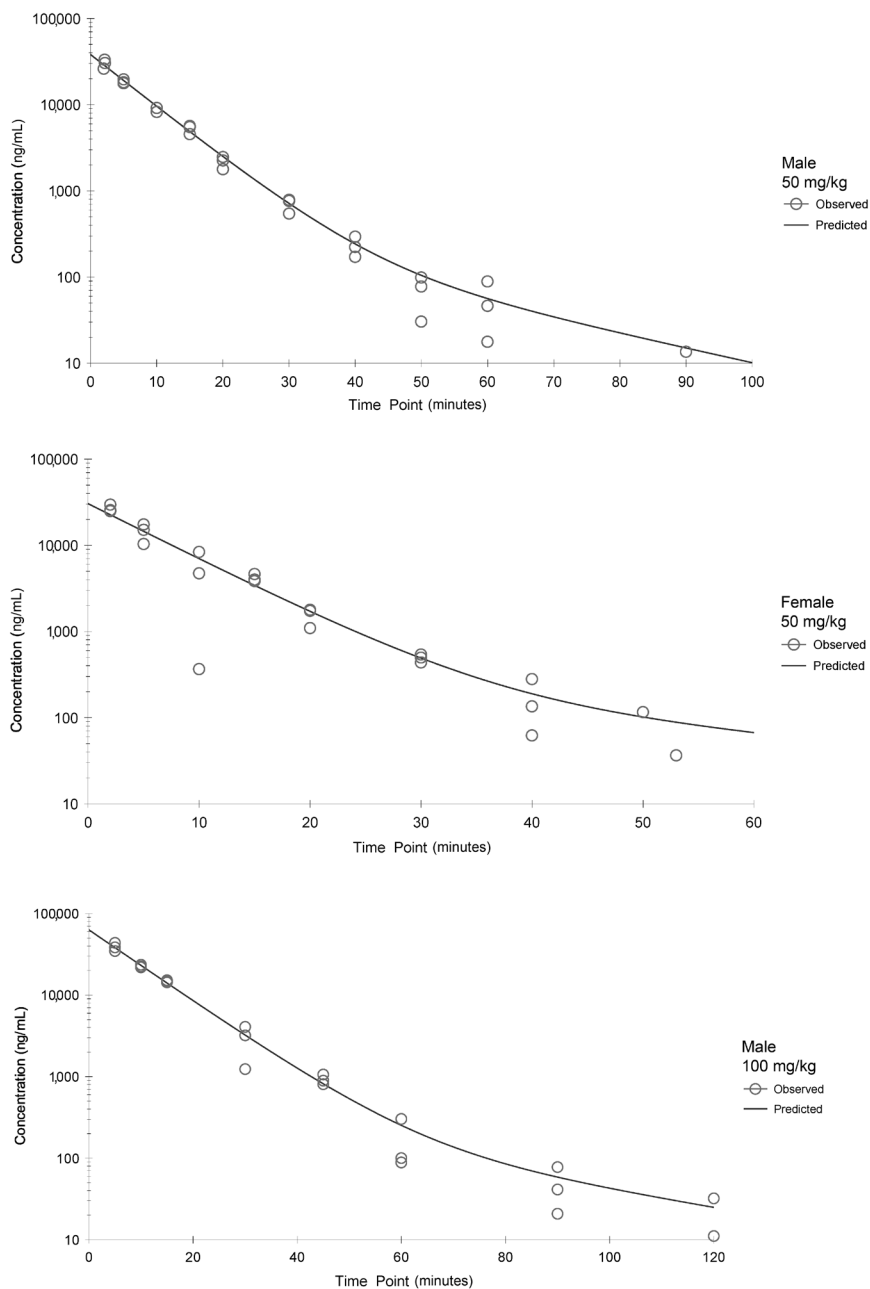 100,000
10,000
1,000
100
10
Concentration (ng/mL)
0 10 20 30 40 50 60 70 80 90 100
Time Point (minutes)
Male
50 mg/kg
Observed
Predicted
100,000
10,000
1,000
100
10
Concentration (ng/mL)
0 10 20 30 40 50 60
Time Point (minutes)
Female
50 mg/kg
Observed
Predicted
100,000
10,000
1,000
100
10
Concentration (ng/mL)
0 20 40 60 80 100 120
Time Point (minutes)
Male
100 mg/kg
Observed
Predicted